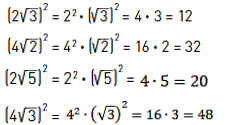 (2√3)² = 2² · (√3)² = 4 · 3 = 12
(4√2)² = 4² · (√2)² = 16 · 2 = 32
(2√5)² = 2² · (√5)² = 4 · 5 = 20
(4√3)² = 4² · (√3)² = 16 · 3 = 48